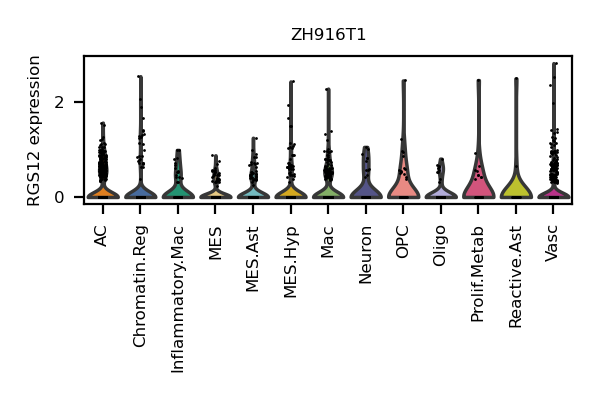 ZH916T1
RGS12 expression
2
0
AC
Chromatin.Reg
Inflammatory.Mac
MES
MES.Ast
MES.Hyp
Mac
Neuron
OPC
Oligo
Prolif.Metab
Reactive.Ast
Vasc